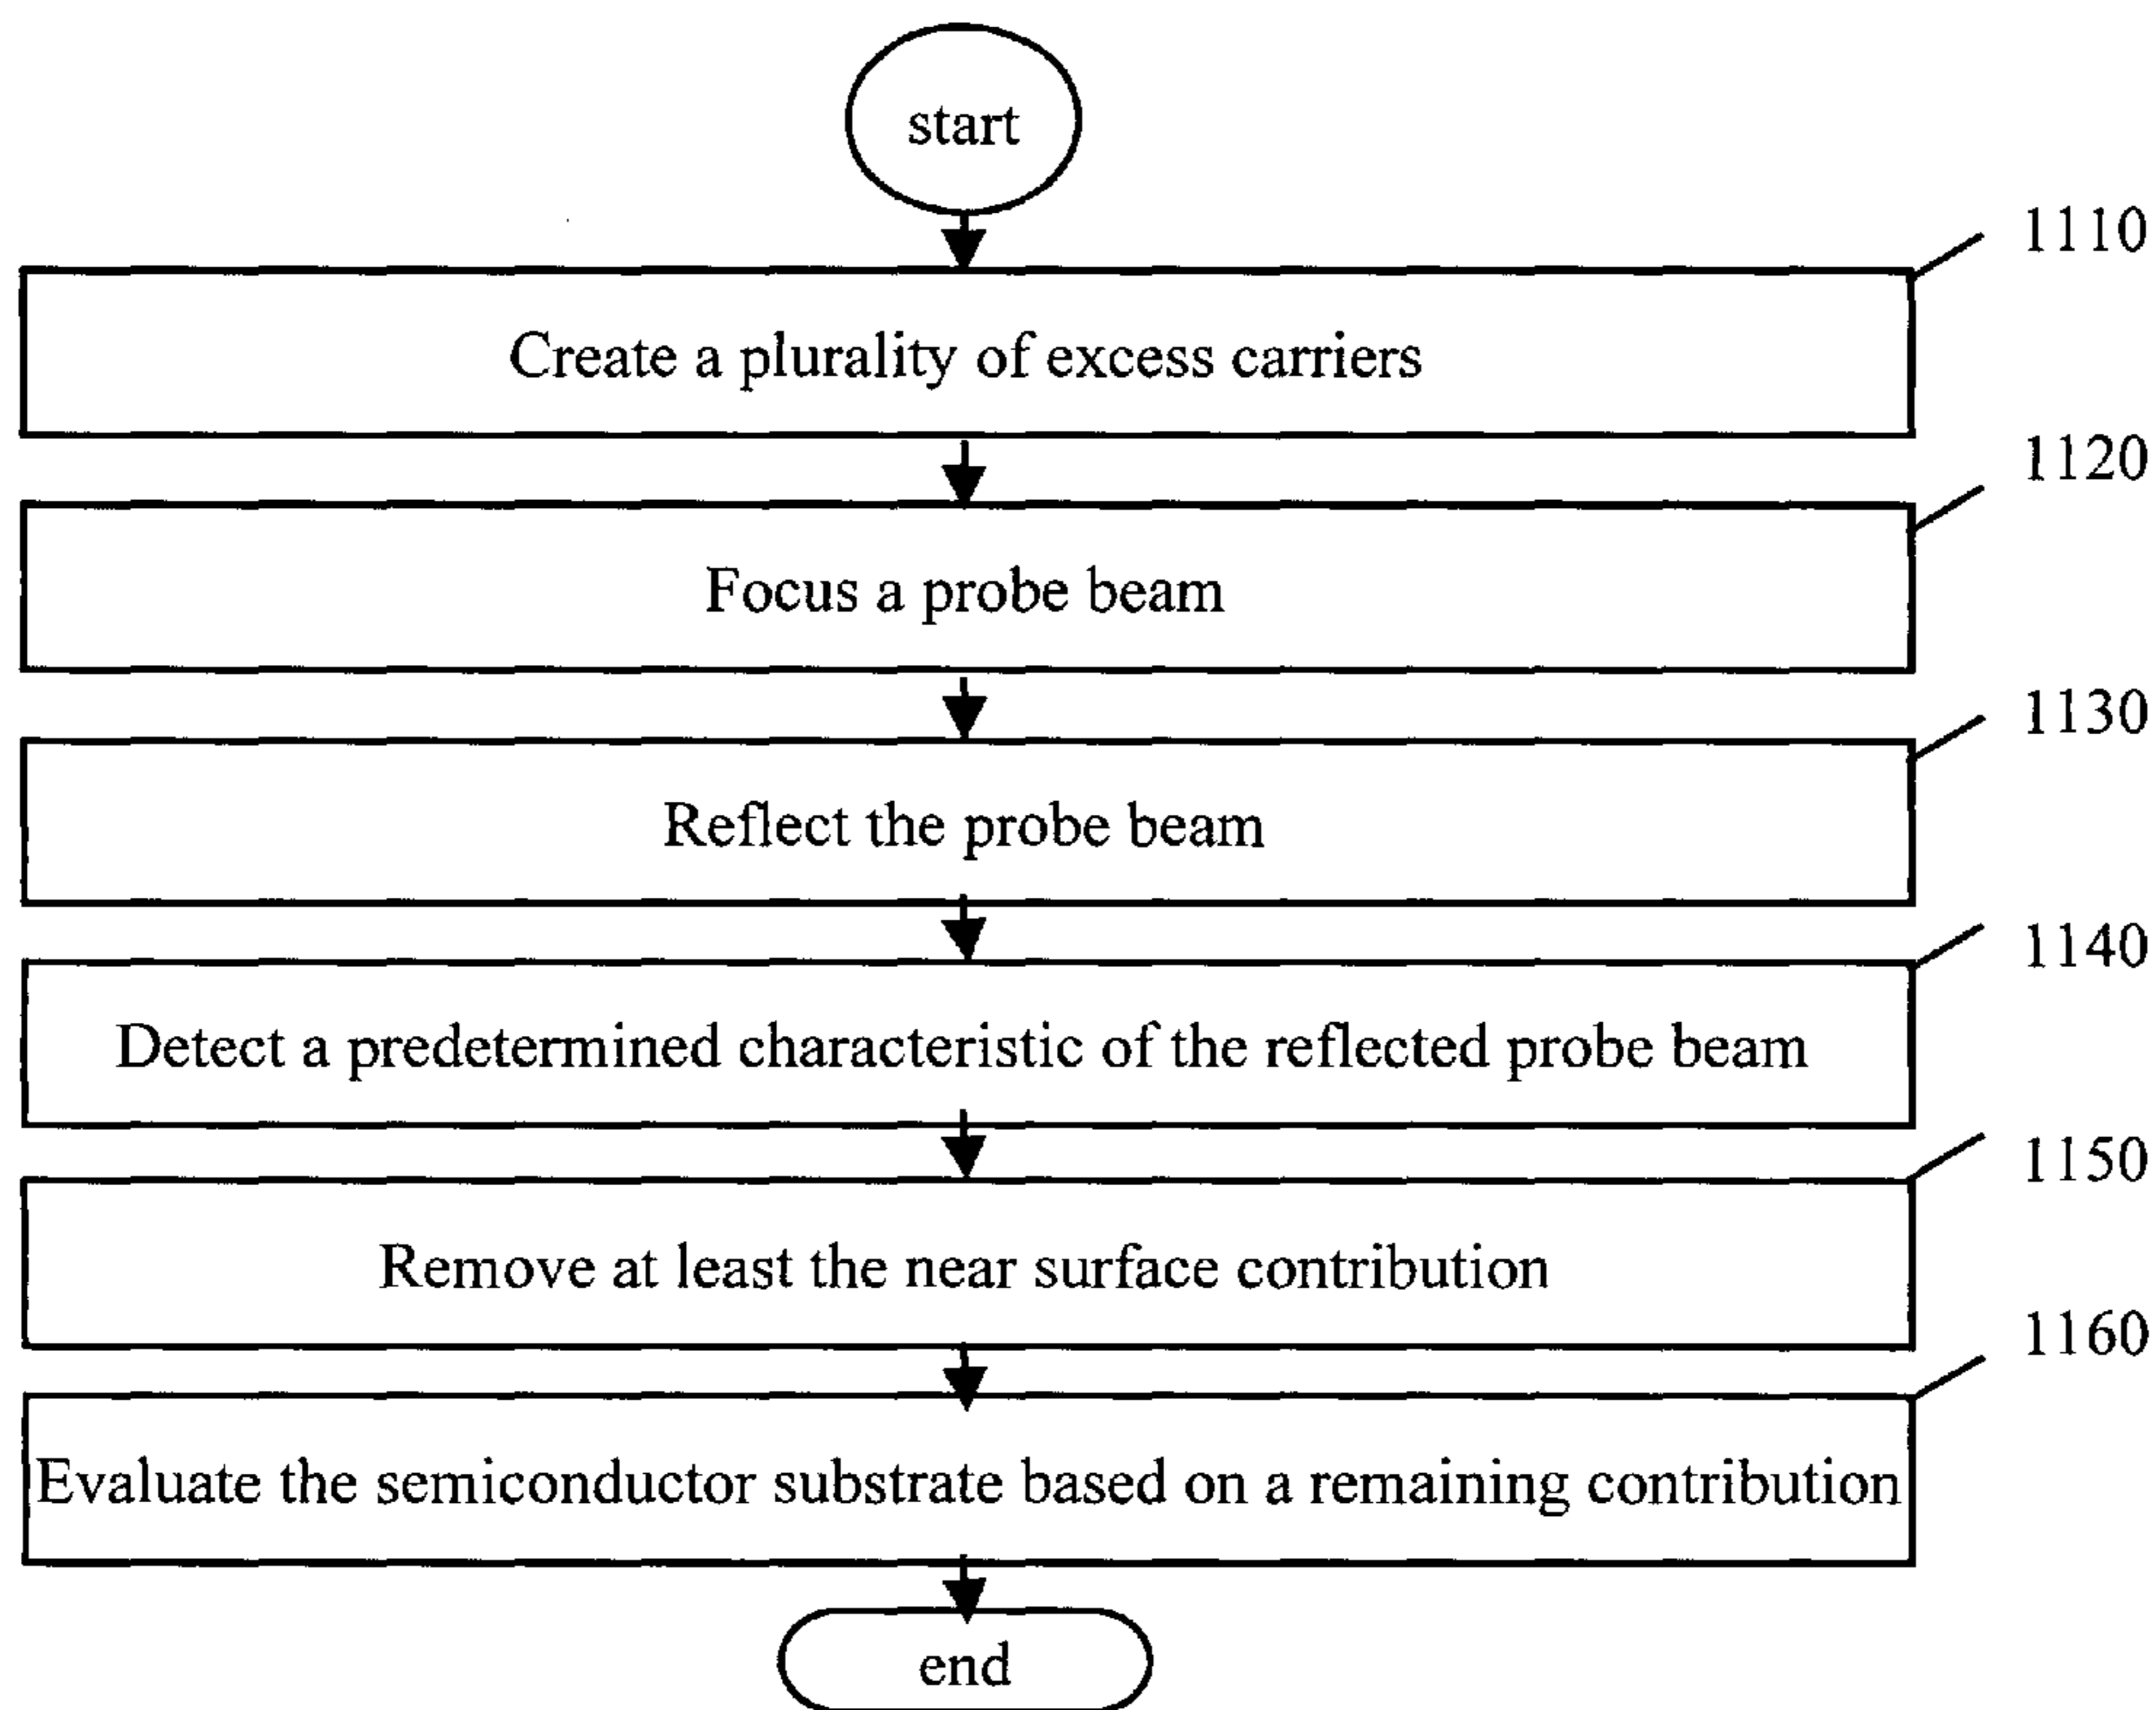 start
1110
Create a plurality of excess carriers
1120
Focus a probe beam
1130
Reflect the probe beam
1140
Detect a predetermined characteristic of the reflected probe beam
1150
Remove at least the near surface contribution
1160
Evaluate the semiconductor substrate based on a remaining contribution
end